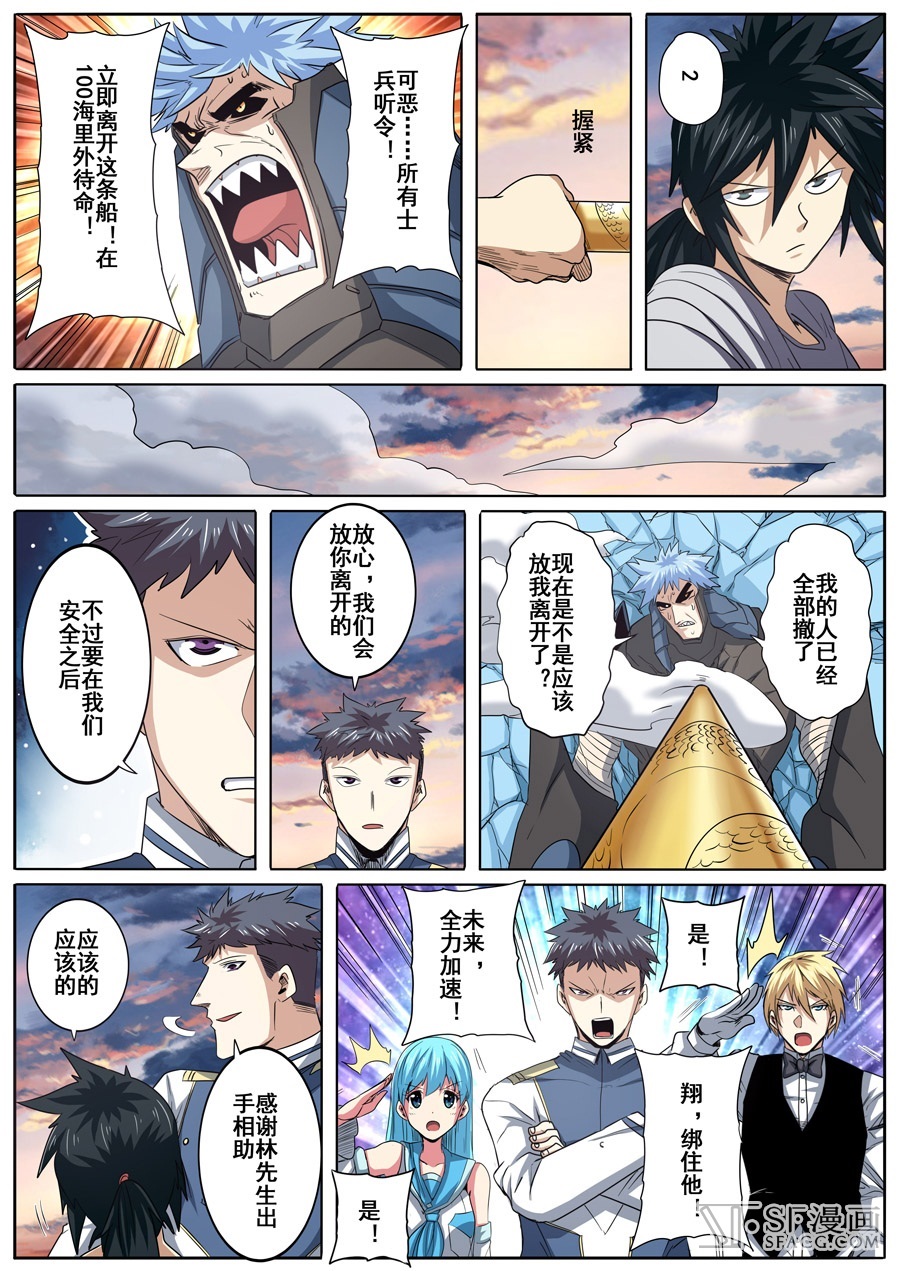 2
握紧
可恶……所有士
兵听令！
立即离开这条船！在
100海里外待命！
我的人已经
全部撤了
现在是不是应该
放我离开了？
放心，我们会
放你离开的
不过要在我们
安全之后
翔，绑住他！
是！
未来，
全力加速！
是！
感谢林先生出
手相助
应该的
应该的
SF漫画
SFACG.COM